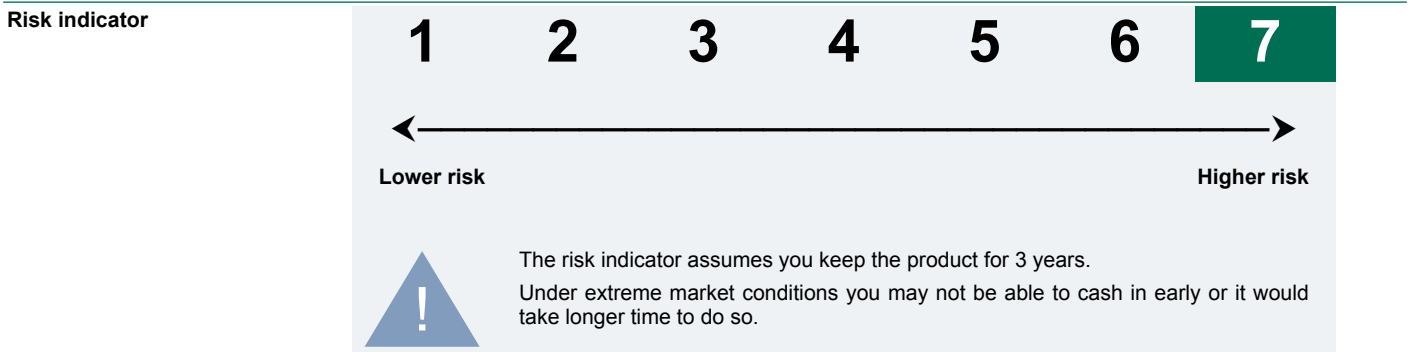 Risk indicator
1 2 3 4 5 6 7
Lower risk Higher risk
!
The risk indicator assumes you keep the product for 3 years.
Under extreme market conditions you may not be able to cash in early or it would
take longer time to do so.